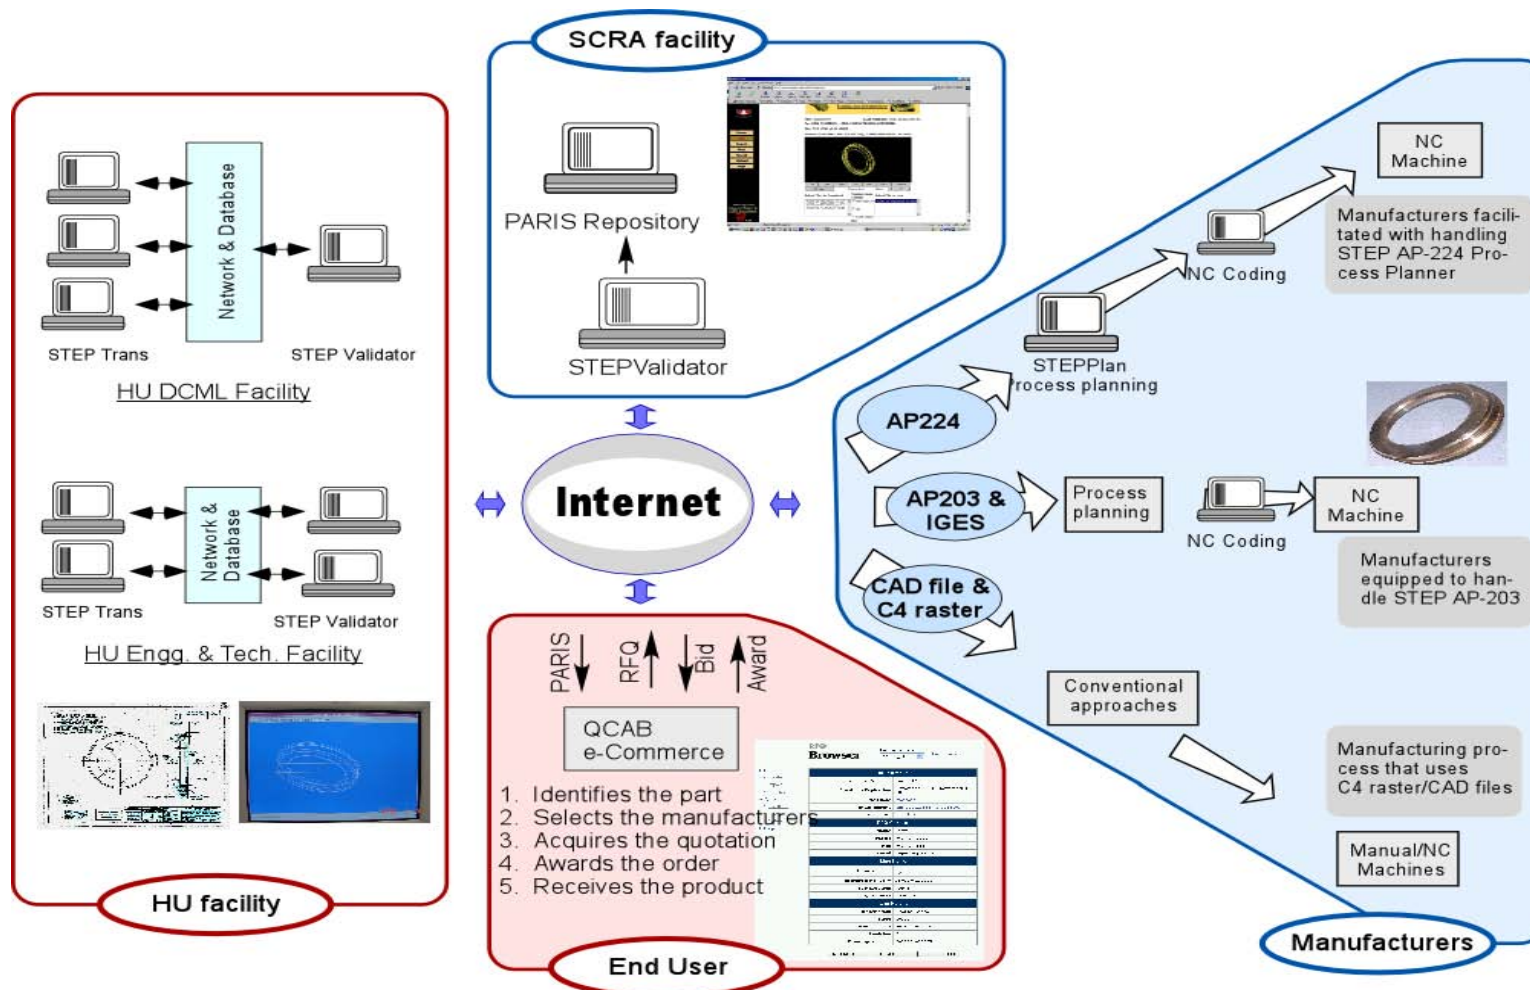 SCRA facility
PARIS Repository
STEPValidator
Network & Database
STEP Trans
STEP Validator
HU DCML Facility
Network &
Database
STEP Trans
STEP Validator
HU Engg. & Tech. Facility
HU facility
Internet
PARIS
RFQ
Bid
Award
QCAB
e-Commerce
1. Identifies the part
2. Selects the manufacturers
3. Acquires the quotation
4. Awards the order
5. Receives the product
Browser
End User
NC
Machine
Manufacturers facili-
tated with handling
STEP AP-224 Pro-
cess Planner
NC Coding
STEPPlan
Process planning
AP224
AP203 &
IGES
Process
planning
NC Coding
NC
Machine
Manufacturers
equipped to han-
dle STEP AP-203
CAD file &
C4 raster
Conventional
approaches
Manufacturing pro-
cess that uses
C4 raster/CAD files
Manual/NC
Machines
Manufacturers